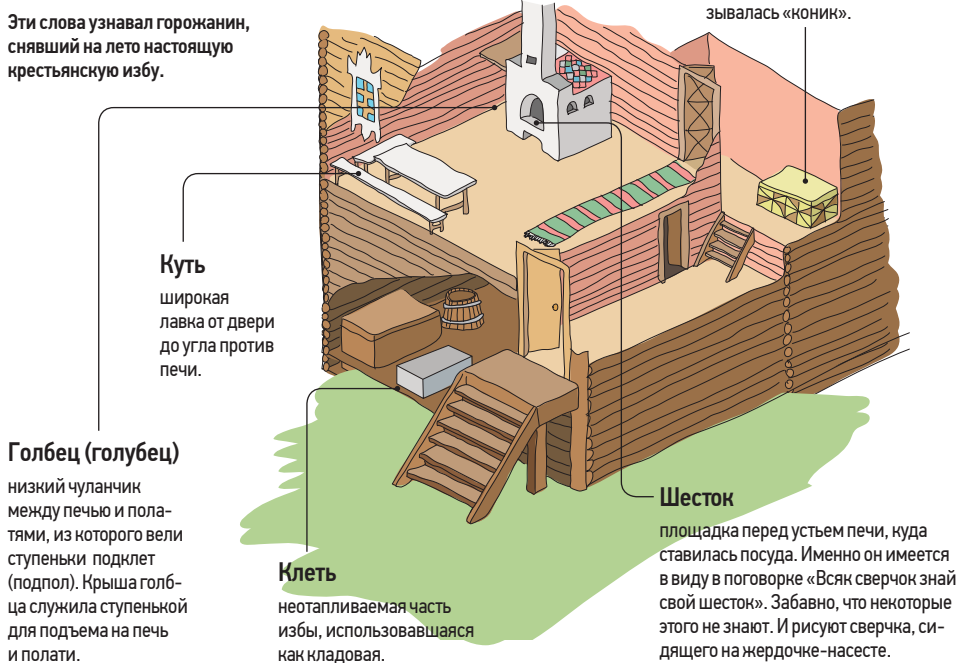 Эти слова узнавал горожанин,
снявший на лето настоящую
крестьянскую избу.
зывалась «коник».
Куть
широкая
лавка от двери
до угла против
печи.
Голбец (голубец)
низкий чуланчик
между печью и пола-
тями, из которого вели
ступеньки подклет
(подпол). Крыша голб-
ца служила ступенькой
для подъема на печь
и полати.
Клеть
неотапливаемая часть
избы, использовавшаяся
как кладовая.
Шесток
площадка перед устьем печи, куда
ставилась посуда. Именно он имеется
в виду в поговорке «Всяк сверчок знай
свой шесток». Забавно, что некоторые
этого не знают. И рисуют сверчка, си-
дящего на жердочке-насесте.